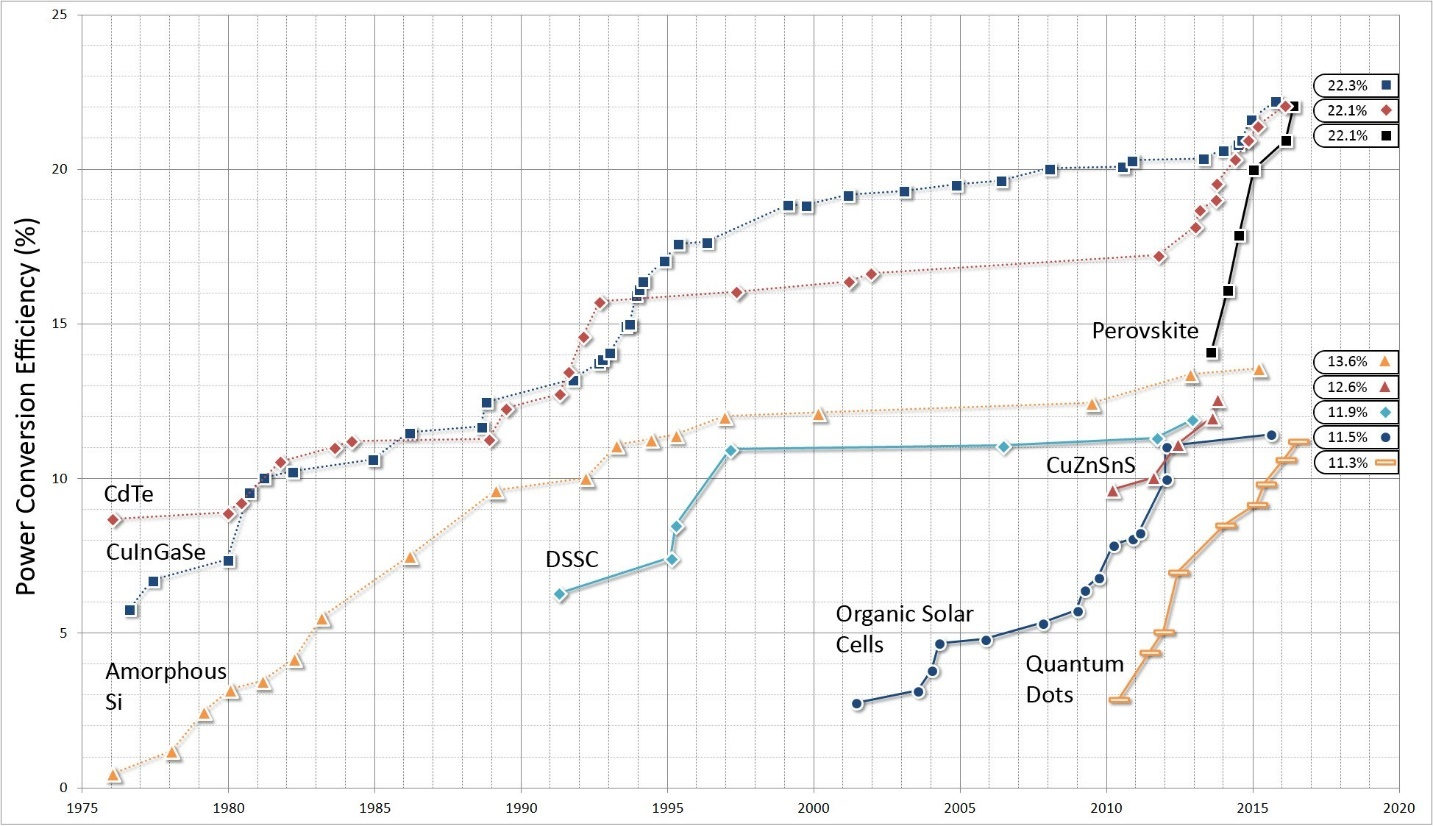 25
22.3%
22.1%
22.1%
20
Power Conversion Efficiency (%)
15
Perovskite
13.6%
12.6%
11.9%
11.5%
11.3%
CuZnSnS
10
CdTe
CuInGaSe
DSSC
Organic Solar
Cells
5
Amorphous
Si
Quantum
Dots
0
1975 1980 1985 1990 1995 2000 2005 2010 2015 2020